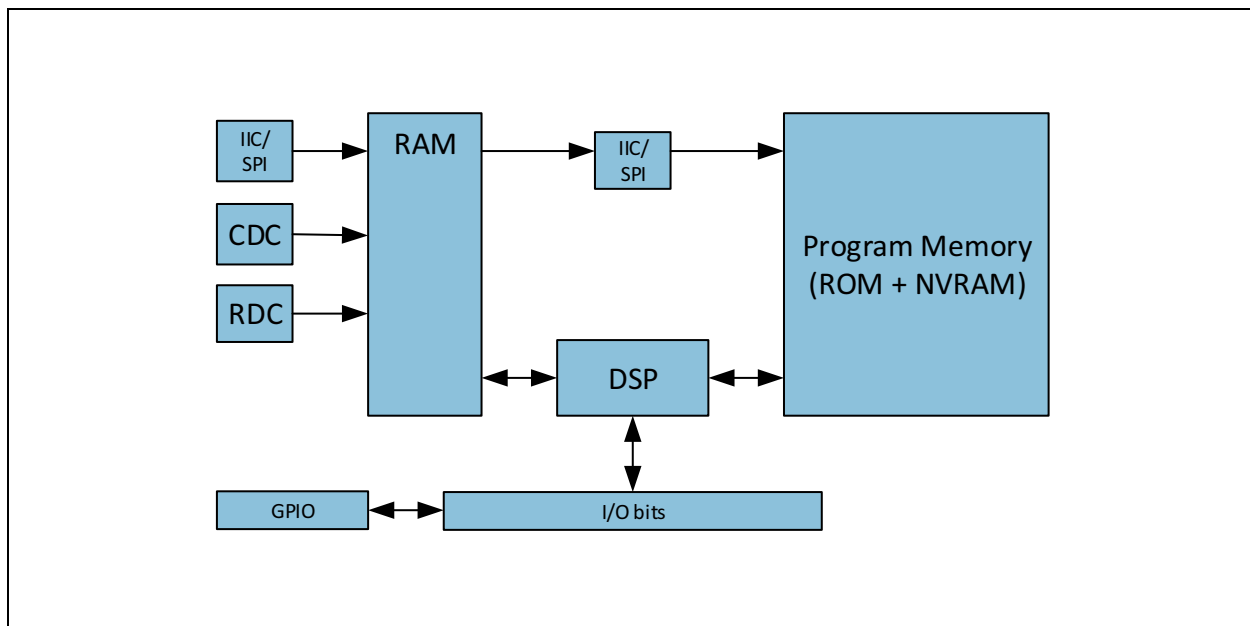 IIC/
SPI
RAM
IIC/
SPI
CDC
RDC
Program Memory
(ROM + NVRAM)
DSP
GPIO
I/O bits